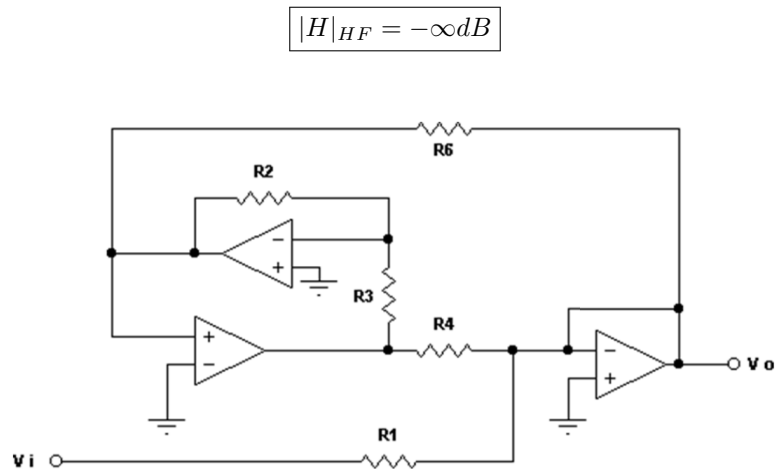 |H|_{HF} = −∞dB
R6
R2
−
+
R3
R4
+
−
−
+
Vo
R1
Vi